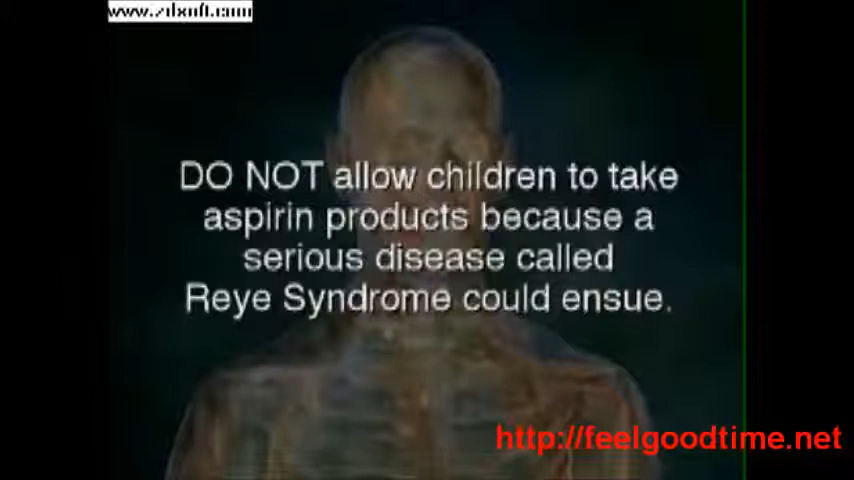 www.zdsoft.com
DO NOT allow children to take
aspirin products because a
serious disease called
Reye Syndrome could ensue.
http://feelgoodtime.net